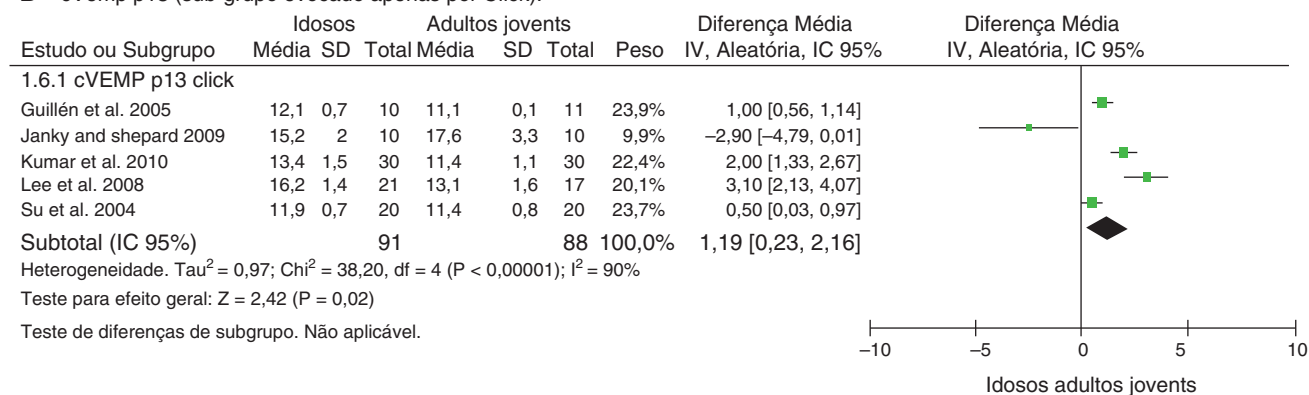 Idosos Adultos jovents Diferença Média Diferença Média
Estudo ou Subgrupo Média SD Total Média SD Total Peso IV, Aleatória, IC 95% IV, Aleatória, IC 95%
1.6.1 cVEMP p13 click
Guillén et al. 2005 12,1 0,7 10 11,1 0,1 11 23,9% 1,00 [0,56, 1,14]
Janky and shepard 2009 15,2 2 10 17,6 3,3 10 9,9% –2,90 [–4,79, 0,01]
Kumar et al. 2010 13,4 1,5 30 11,4 1,1 30 22,4% 2,00 [1,33, 2,67]
Lee et al. 2008 16,2 1,4 21 13,1 1,6 17 20,1% 3,10 [2,13, 4,07]
Su et al. 2004 11,9 0,7 20 11,4 0,8 20 23,7% 0,50 [0,03, 0,97]
Subtotal (IC 95%) 91 88 100,0% 1,19 [0,23, 2,16]
Heterogeneidade. Tau² = 0,97; Chi² = 38,20, df = 4 (P < 0,00001); I² = 90%
Teste para efeito geral: Z = 2,42 (P = 0,02)
Teste de diferenças de subgrupo. Não aplicável.
–10 –5 0 5 10
Idosos adultos jovents